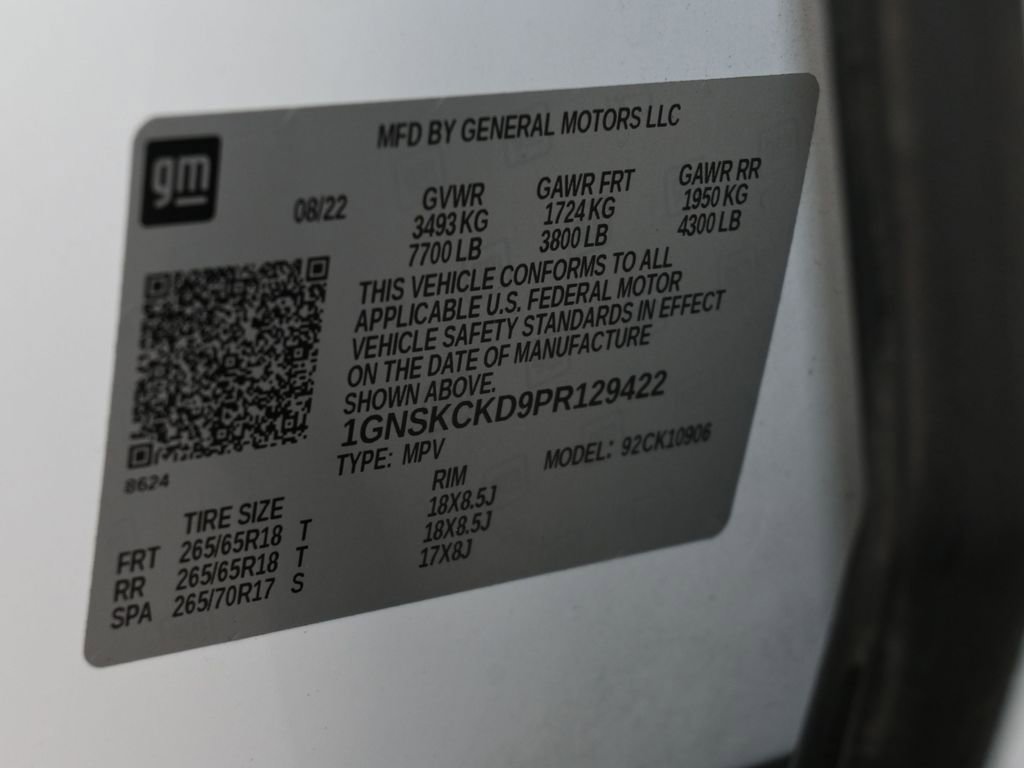 gm
MFD BY GENERAL MOTORS LLC
08/22
GVWR GAWR FRT GAWR RR
3493 KG 1724 KG 1950 KG
7700 LB 3800 LB 4300 LB
THIS VEHICLE CONFORMS TO ALL
APPLICABLE U.S. FEDERAL MOTOR
VEHICLE SAFETY STANDARDS IN EFFECT
ON THE DATE OF MANUFACTURE
SHOWN ABOVE.
1GNSKCKD9PR129422
TYPE: MPV MODEL: 92CK10906
8624
TIRE SIZE RIM
FRT 265/65R18 T 18X8.5J
RR 265/65R18 T 18X8.5J
SPA 265/70R17 S 17X8J